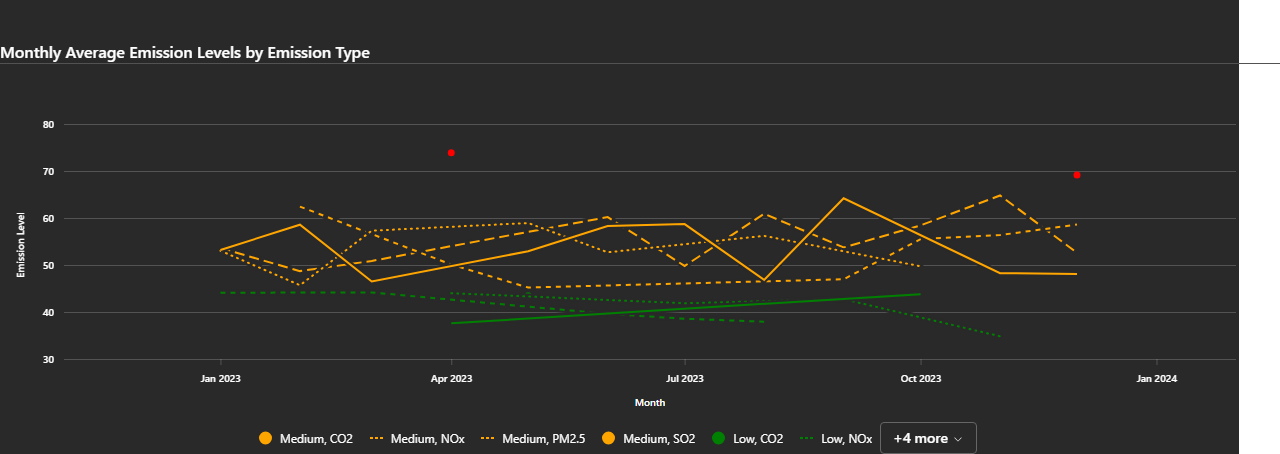 Monthly Average Emission Levels by Emission Type
80
70
60
50
40
30
Emission Level
Jan 2023 Apr 2023 Jul 2023 Oct 2023 Jan 2024
Month
Medium, CO2 Medium, NOx Medium, PM2.5 Medium, SO2 Low, CO2 Low, NOx +4 more